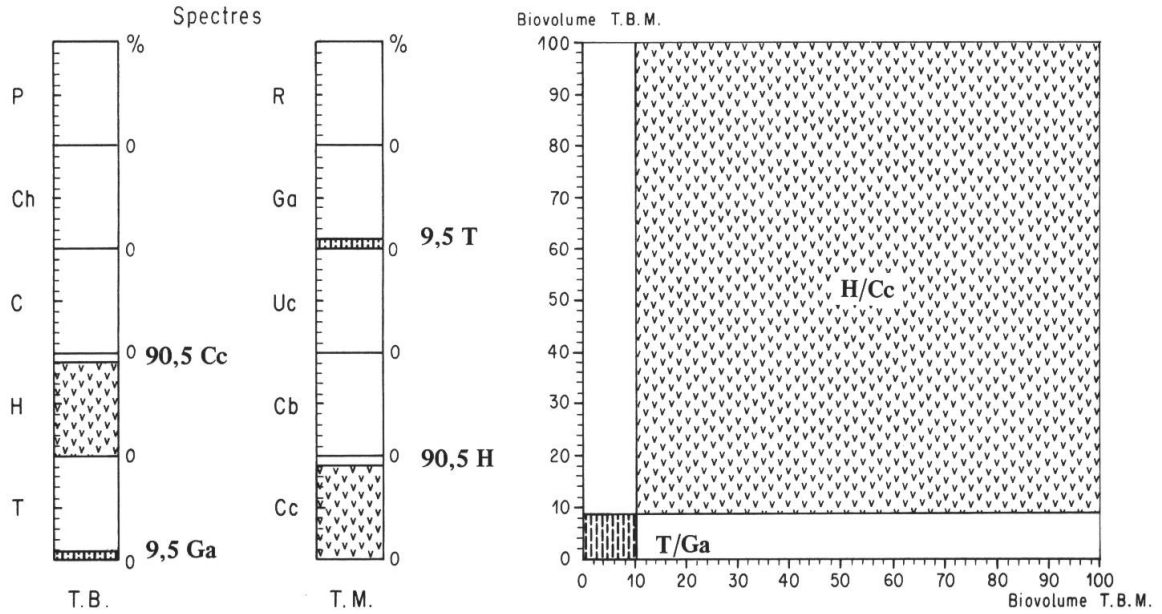 Spectres
%
P
0
Ch
0
C
0
90,5 Cc
H
0
T
9,5 Ga
0
T.B.
%
R
0
Ga
9,5 T
0
Uc
0
Cb
90,5 H
0
Cc
0
T.M.
Biovolume T.B.M.
100
90
80
70
60
50
40
30
20
10
0
H/Cc
T/Ga
0 10 20 30 40 50 60 70 80 90 100
Biovolume T.B.M.